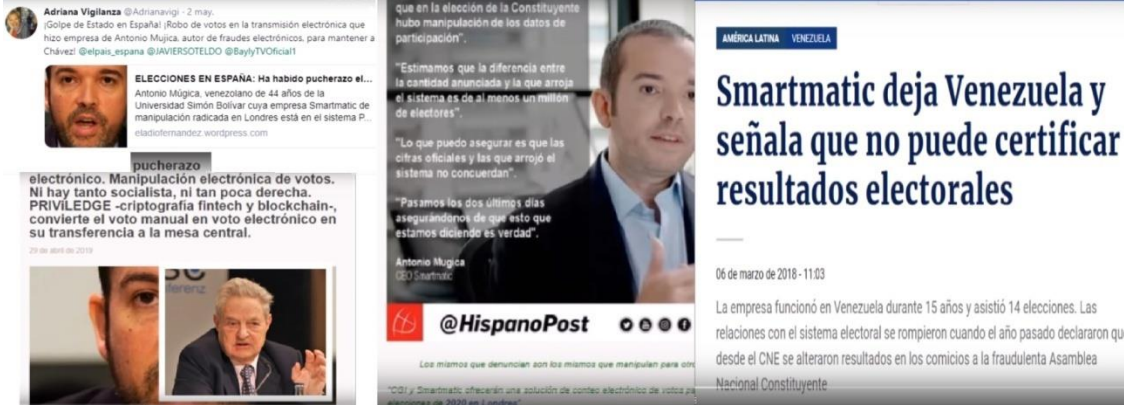 Adriana Vigilanza @Adrianavigi · 2 may.
¡Golpe de Estado en España! ¡Robo de votos en la transmisión electrónica que
hizo empresa de Antonio Mujica, autor de fraudes electrónicos, para mantener a
Chávez! @elpais_espana @JAVIERSOTELDO @BaylyTVOficial1
ELECCIONES EN ESPAÑA: Ha habido pucherazo el...
Antonio Múgica, venezolano de 44 años de la
Universidad Simón Bolívar cuya empresa Smartmatic de
manipulación radicada en Londres está en el sistema P...
eladiofernandez.wordpress.com
pucherazo
electrónico. Manipulación electrónica de votos.
Ni hay tanto socialista, ni tan poca derecha.
PRIVILEDGE -criptografía fintech y blockchain-,
convierte el voto manual en voto electrónico en
su transferencia a la mesa central.
29 de abril de 2019
que en la elección de la Constituyente
hubo manipulación de los datos de
participación".
"Estimamos que la diferencia entre
la cantidad anunciada y la que arroja
el sistema es de al menos un millón
de electores".
"Lo que puedo asegurar es que las
cifras oficiales y las que arrojó el
sistema no concuerdan".
"Pasamos los dos últimos días
asegurándonos de que esto que
estamos diciendo es verdad".
Antonio Mugica
CEO Smartmatic
@HispanoPost
Los mismos que denuncian son los mismos que manipulan para otr
"CGI y Smartmatic ofrecerán una solución de conteo electrónico de votos pa
elecciones de 2020 en Londres"
AMÉRICA LATINA VENEZUELA
Smartmatic deja Venezuela y
señala que no puede certificar
resultados electorales
06 de marzo de 2018 - 11:03
La empresa funcionó en Venezuela durante 15 años y asistió 14 elecciones. Las
relaciones con el sistema electoral se rompieron cuando el año pasado declararon qu
desde el CNE se alteraron resultados en los comicios a la fraudulenta Asamblea
Nacional Constituyente